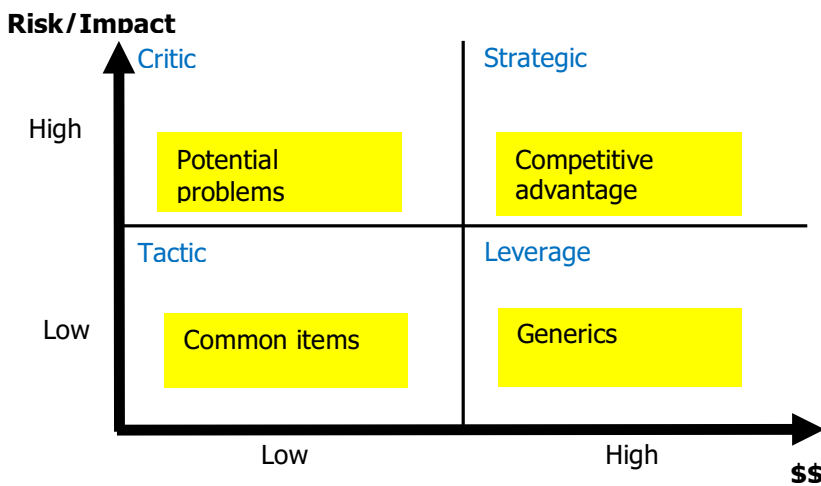 Risk/Impact
Critic
Strategic
High
Potential
problems
Competitive
advantage
Tactic
Leverage
Low
Common items
Generics
Low
High
$$